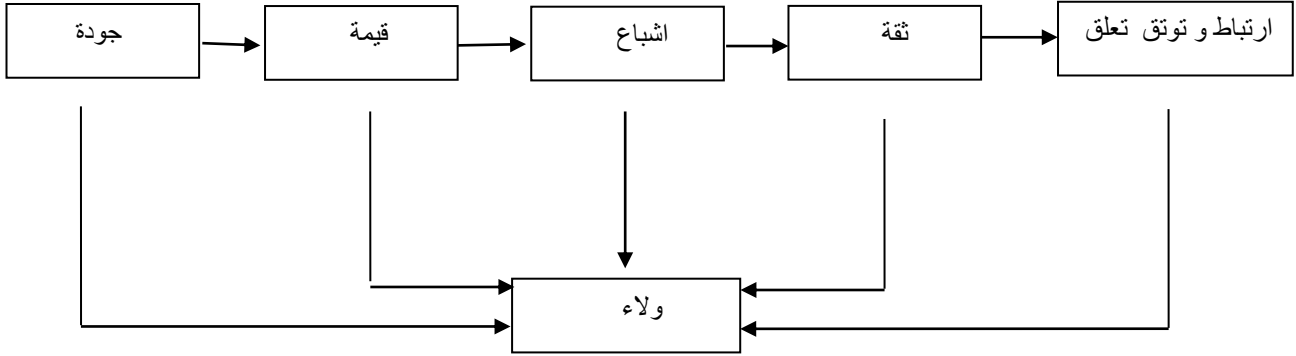 جودة
قيمة
اشباع
ثقة
ارتباط و توتق تعلق
ولاء